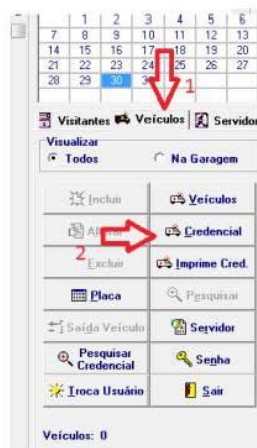 1 2 3 4 5 6
7 8 9 10 11 12 13
14 15 16 17 18 19 20
21 22 23 24 25 26 27
28 29 30 3
1
Visitantes Veículos Servidor
Visualizar
Todos Na Garagem
Incluir Veículos
Al Credencial
2
Excluir Imprime Cred.
Placa Pesquisar
Saída Veículo Servidor
Pesquisar Credencial Senha
Troca Usuário Sair
Veículos: 0